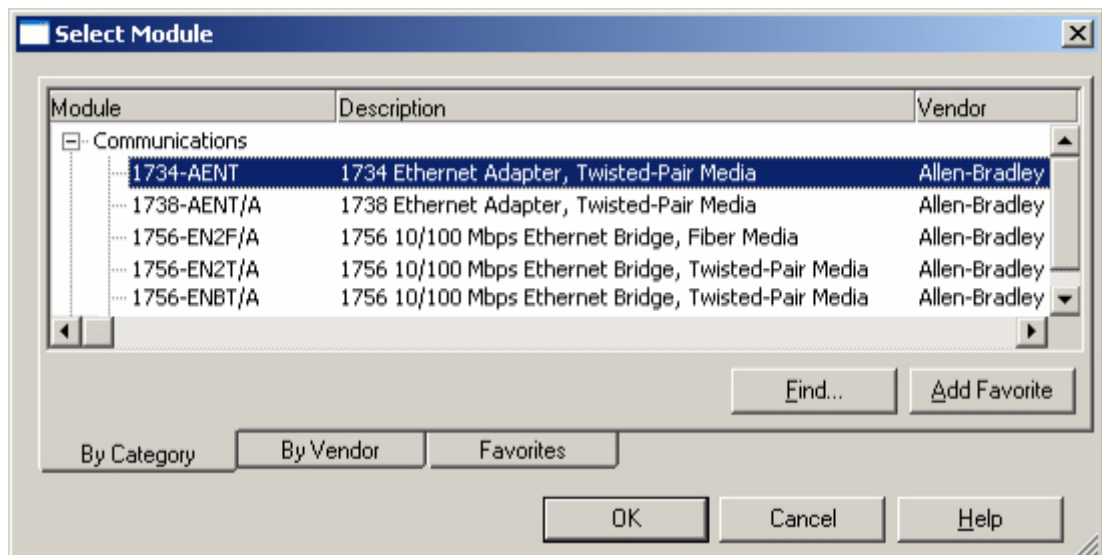 Select Module
Module Description Vendor
Communications
1734-AENT 1734 Ethernet Adapter, Twisted-Pair Media Allen-Bradley
1738-AENT/A 1738 Ethernet Adapter, Twisted-Pair Media Allen-Bradley
1756-EN2F/A 1756 10/100 Mbps Ethernet Bridge, Fiber Media Allen-Bradley
1756-EN2T/A 1756 10/100 Mbps Ethernet Bridge, Twisted-Pair Media Allen-Bradley
1756-ENBT/A 1756 10/100 Mbps Ethernet Bridge, Twisted-Pair Media Allen-Bradley
Find... Add Favorite
By Category By Vendor Favorites
OK Cancel Help